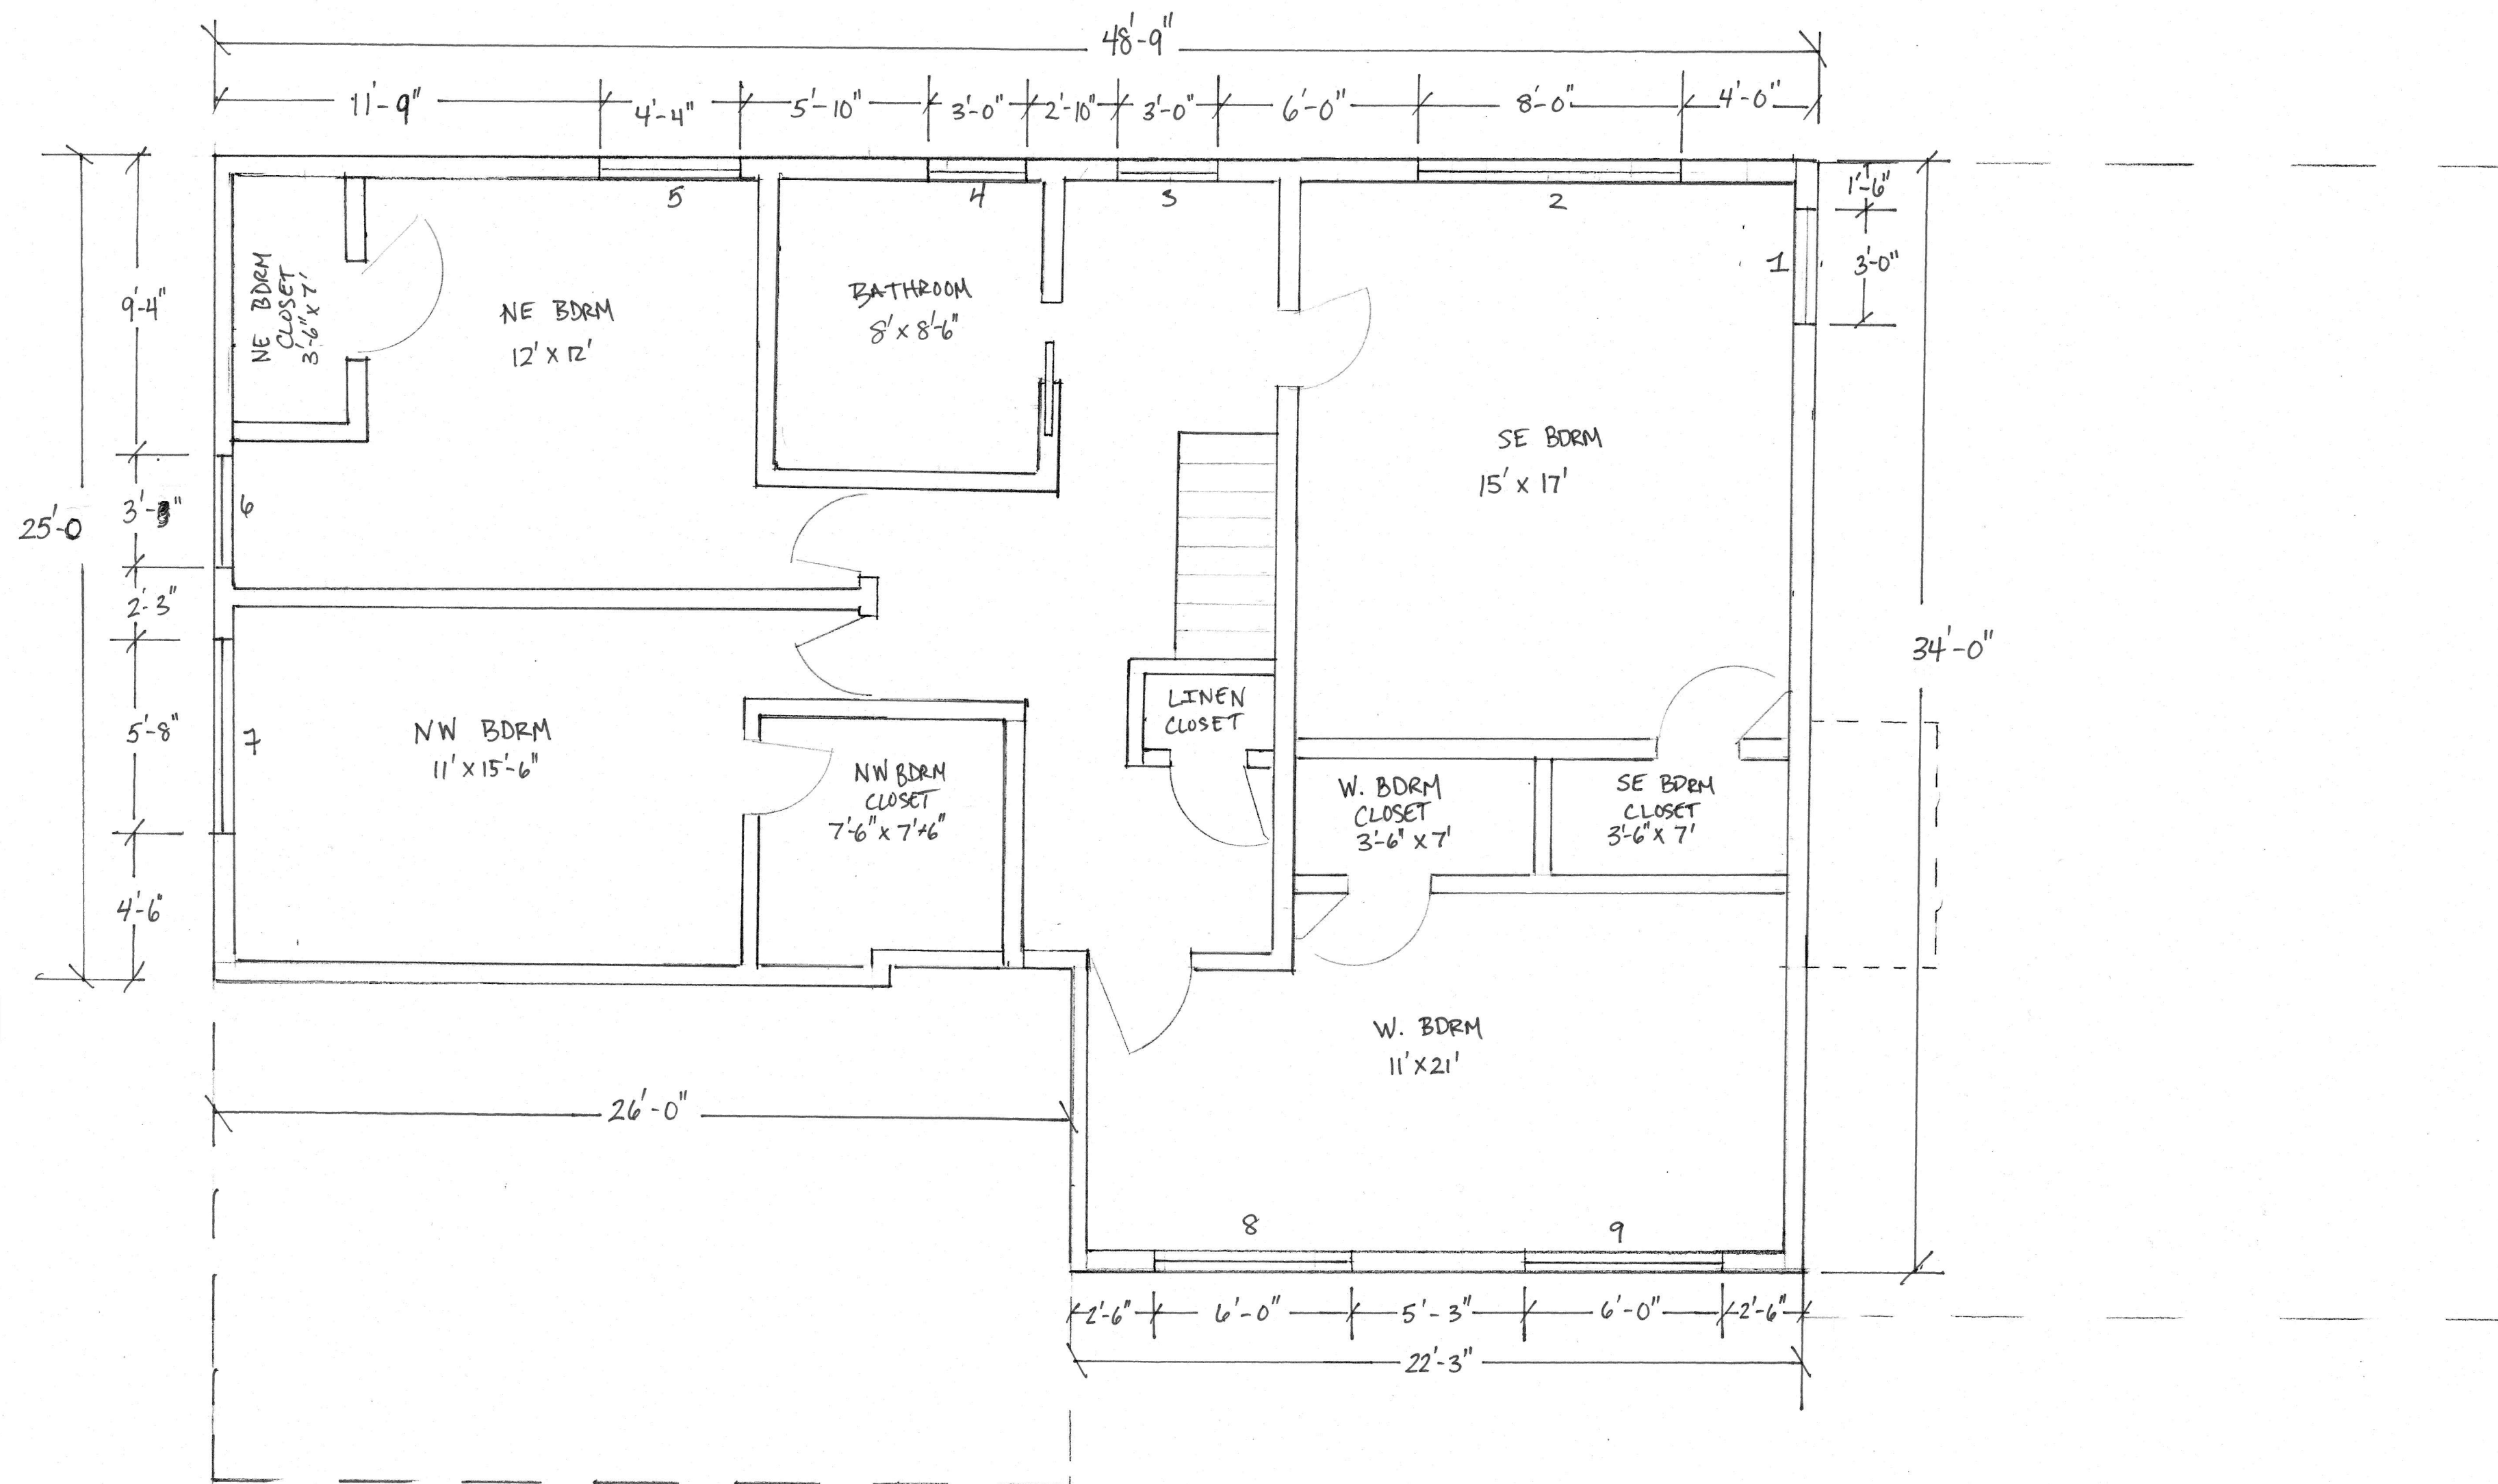 48'-9"
11'-9"
4'-4"
5'-10"
3'-0"
2'-10"
3'-0"
6'-0"
8'-0"
4'-0"
1'-6"
3'-0"
5
4
3
2
1
9'-4"
NE BDRM
CLOSET
3'-6" x 7'
NE BDRM
12' x 12'
BATHROOM
8' x 8'-6"
SE BDRM
15' x 17'
25'-0
3'-
6
2'-3"
34'-0"
5'-8"
7
NW BDRM
11' x 15'-6"
LINEN
CLOSET
NW BDRM
CLOSET
7'-6" x 7'-6"
W. BDRM
CLOSET
3'-6" x 7'
SE BDRM
CLOSET
3'-6" x 7'
4'-6"
W. BDRM
11' x 21'
26'-0"
8
9
2'-6"
6'-0"
5'-3"
6'-0"
2'-6"
22'-3"